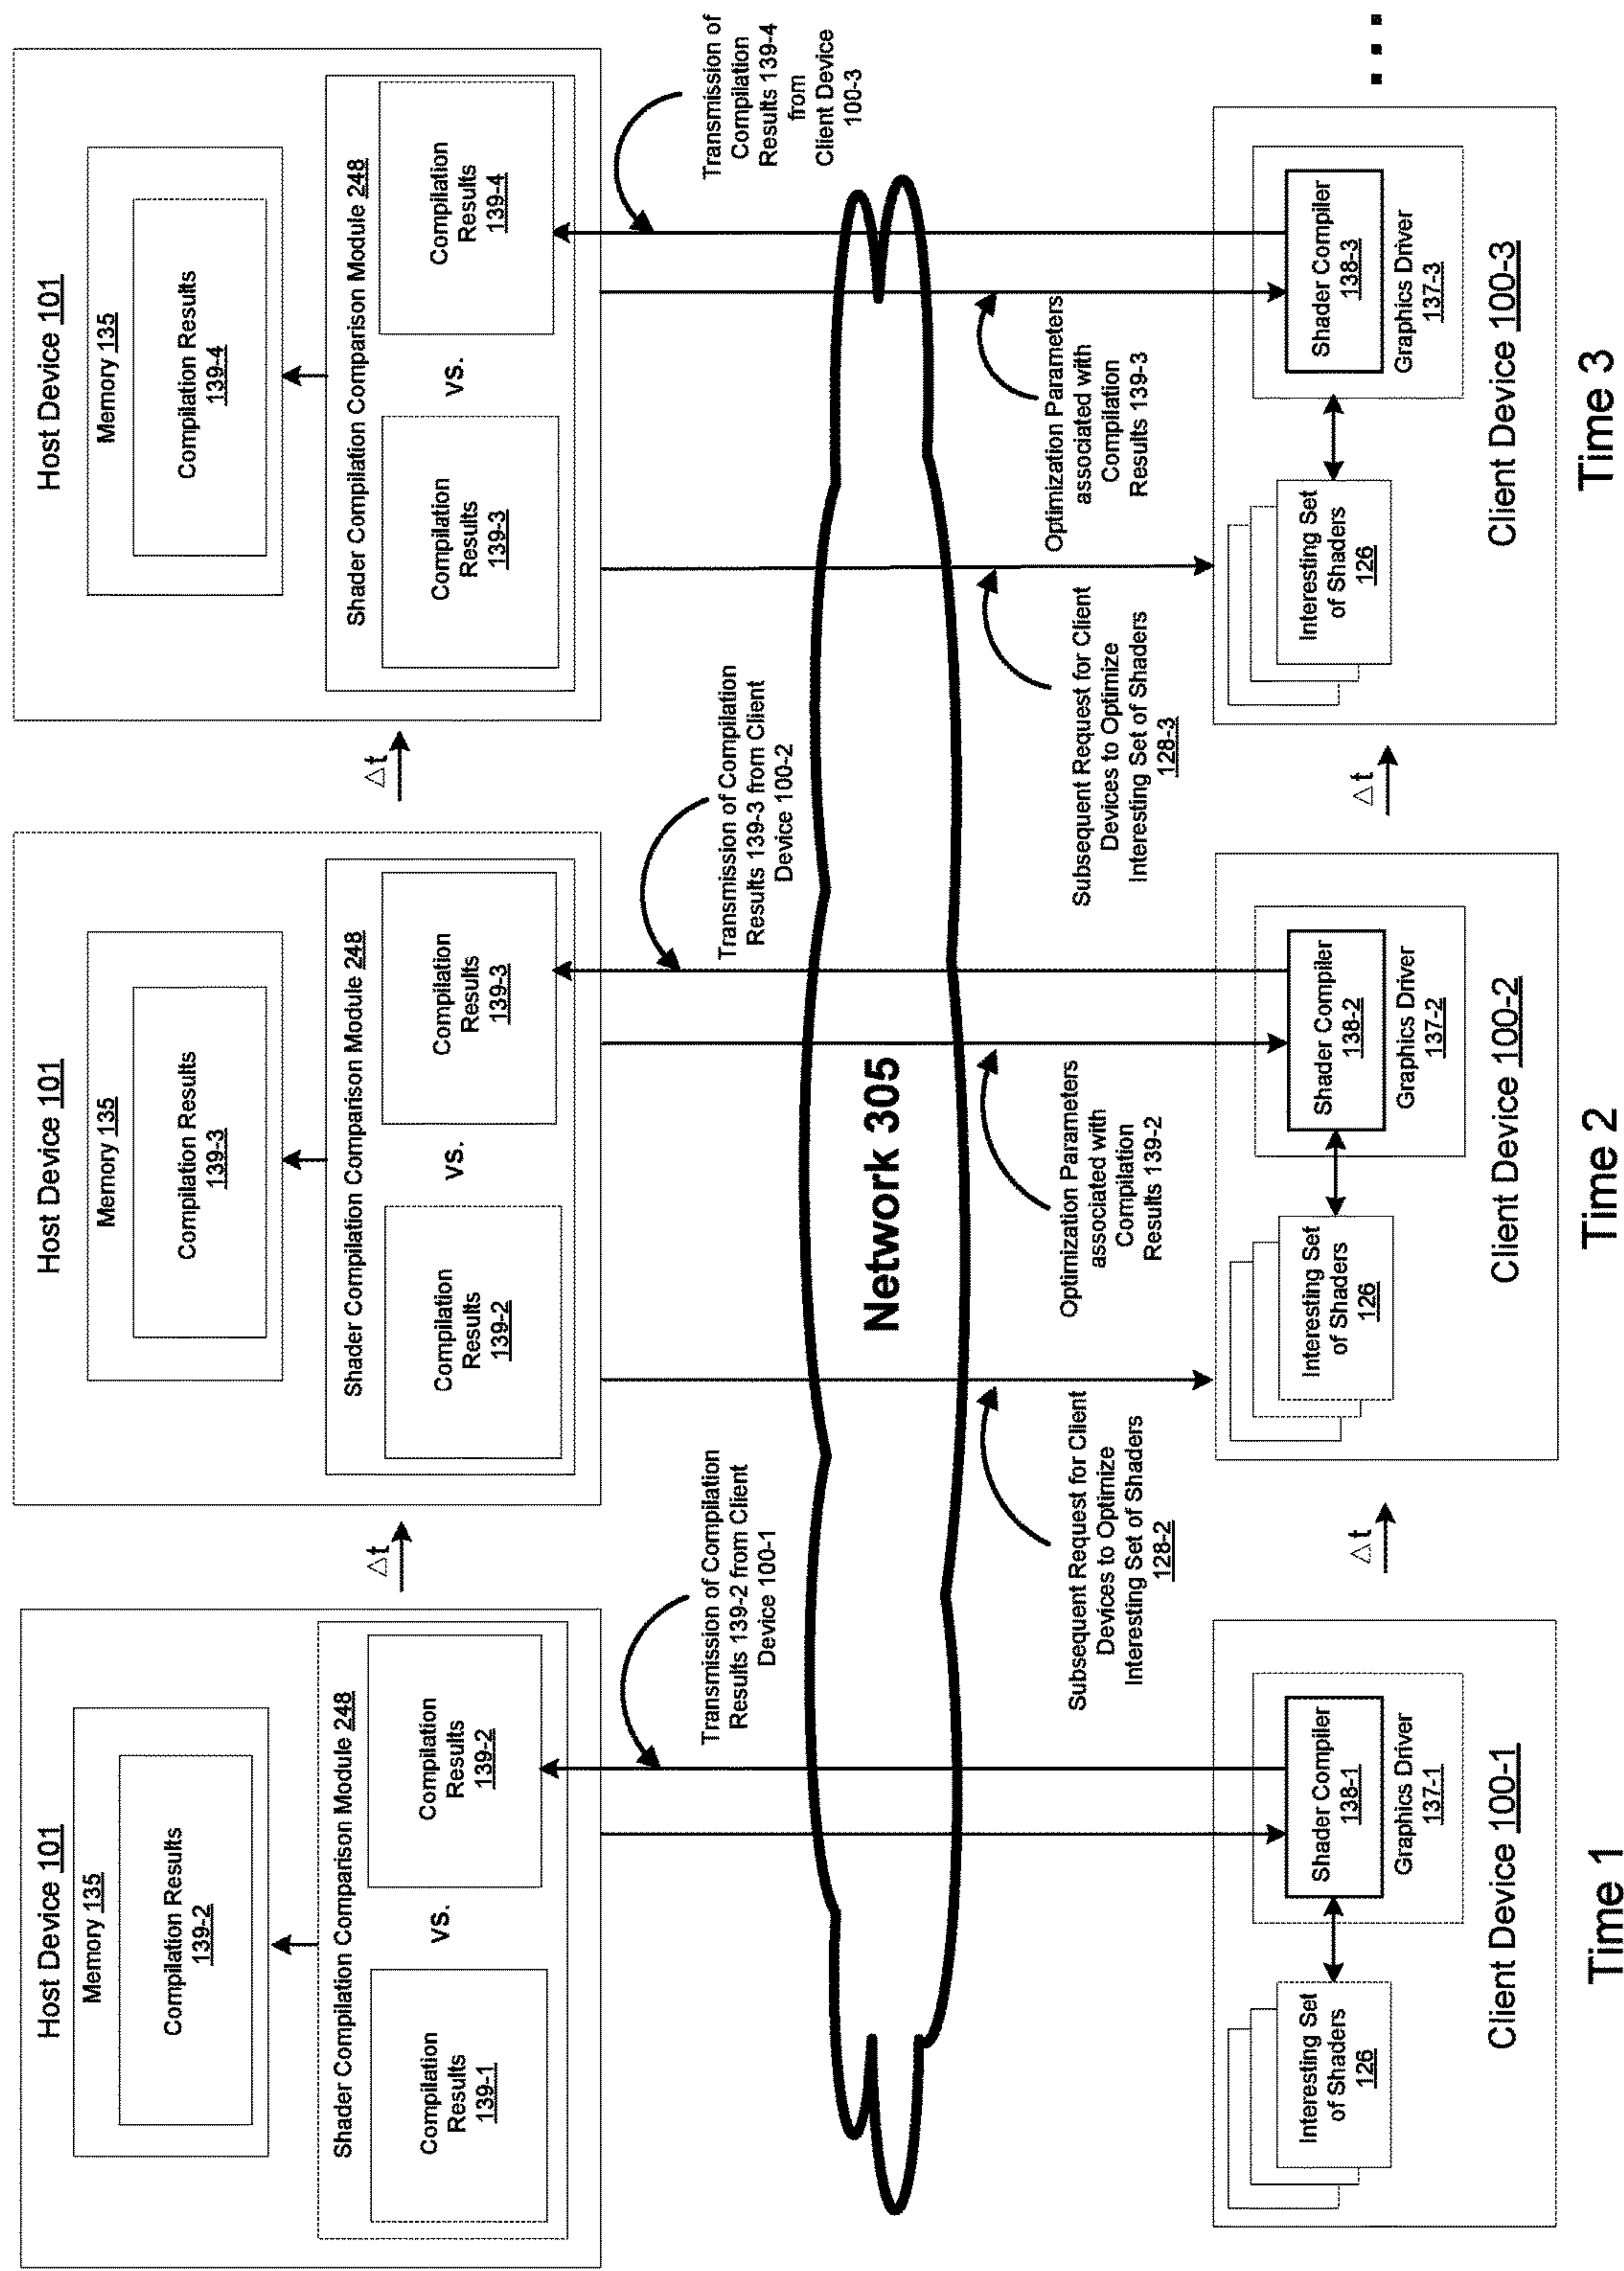 Host Device 101
Memory 135
Compilation Results
139-2
Shader Compilation Comparison Module 248
Compilation
Results
139-1
vs.
Compilation
Results
139-2
Δt
Host Device 101
Memory 135
Compilation Results
139-3
Shader Compilation Comparison Module 248
Compilation
Results
139-2
vs.
Compilation
Results
139-3
Δt
Host Device 101
Memory 135
Compilation Results
139-4
Shader Compilation Comparison Module 248
Compilation
Results
139-3
vs.
Compilation
Results
139-4
Transmission of Compilation
Results 139-2 from Client
Device 100-1
Transmission of Compilation
Results 139-3 from Client
Device 100-2
Transmission of
Compilation
Results 139-4
from
Client Device
100-3
Network 305
Subsequent Request for Client
Devices to Optimize
Interesting Set of Shaders
128-2
Optimization Parameters
associated with
Compilation
Results 139-2
Subsequent Request for Client
Devices to Optimize
Interesting Set of Shaders
128-3
Optimization Parameters
associated with
Compilation
Results 139-3
Interesting Set
of Shaders
126
Shader Compiler
138-1
Graphics Driver
137-1
Client Device 100-1
Time 1
Δt
Interesting Set
of Shaders
126
Shader Compiler
138-2
Graphics Driver
137-2
Client Device 100-2
Time 2
Δt
Interesting Set
of Shaders
126
Shader Compiler
138-3
Graphics Driver
137-3
Client Device 100-3
Time 3
...